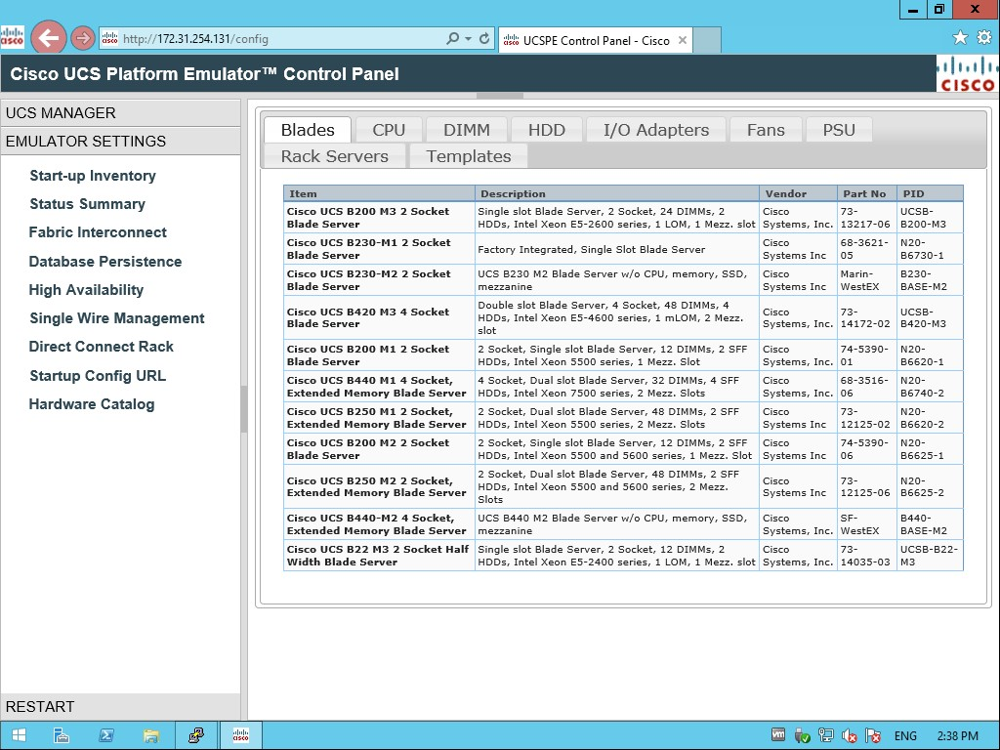 http://172.31.254.131/config
UCSPE Control Panel - Cisco
Cisco UCS Platform Emulator™ Control Panel
CISCO
UCS MANAGER
EMULATOR SETTINGS
Start-up Inventory
Status Summary
Fabric Interconnect
Database Persistence
High Availability
Single Wire Management
Direct Connect Rack
Startup Config URL
Hardware Catalog
RESTART
Blades CPU DIMM HDD I/O Adapters Fans PSU
Rack Servers Templates
Item Description Vendor Part No PID
Cisco UCS B200 M3 2 Socket Single slot Blade Server, 2 Socket, 24 DIMMs, 2 Cisco 73- UCSB-
Blade Server HDDs, Intel Xeon E5-2600 series, 1 LOM, 1 Mezz. slot Systems, Inc. 13217-06 B200-M3
Cisco UCS B230-M1 2 Socket Factory Integrated, Single Slot Blade Server Cisco 68-3621- N20-
Blade Server Systems Inc 05 B6730-1
Cisco UCS B230-M2 2 Socket UCS B230 M2 Blade Server w/o CPU, memory, SSD, Cisco Marin- B230-
Blade Server mezzanine Systems Inc WestEX BASE-M2
Cisco UCS B420 M3 4 Socket Double slot Blade Server, 4 Socket, 48 DIMMs, 4 Cisco 73- UCSB-
Blade Server HDDs, Intel Xeon E5-4600 series, 1 mLOM, 2 Mezz. Systems, Inc. 14172-02 B420-M3
slot
Cisco UCS B200 M1 2 Socket 2 Socket, Single slot Blade Server, 12 DIMMs, 2 SFF Cisco 74-5390- N20-
Blade Server HDDs, Intel Xeon 5500 series, 1 Mezz. Slot Systems, Inc. 01 B6620-1
Cisco UCS B440 M1 4 Socket, 4 Socket, Dual slot Blade Server, 32 DIMMs, 4 SFF Cisco 68-3516- N20-
Extended Memory Blade Server HDDs, Intel Xeon 7500 series, 2 Mezz. Slots Systems, Inc. 06 B6740-2
Cisco UCS B250 M1 2 Socket, 2 Socket, Dual slot Blade Server, 48 DIMMs, 2 SFF Cisco 73- N20-
Extended Memory Blade Server HDDs, Intel Xeon 5500 series, 2 Mezz. Slots Systems, Inc. 12125-02 B6620-2
Cisco UCS B200 M2 2 Socket 2 Socket, Single slot Blade Server, 12 DIMMs, 2 SFF Cisco 74-5390- N20-
Blade Server HDDs, Intel Xeon 5500 and 5600 series, 1 Mezz. Slot Systems Inc 06 B6625-1
Cisco UCS B250 M2 2 Socket, 2 Socket, Dual slot Blade Server, 48 DIMMs, 2 SFF Cisco 73- N20-
Extended Memory Blade Server HDDs, Intel Xeon 5500 and 5600 series, 2 Mezz. Systems Inc 12125-06 B6625-2
Slots
Cisco UCS B440-M2 4 Socket, UCS B440 M2 Blade Server w/o CPU, memory, SSD, Cisco SF- B440-
Extended Memory Blade Server mezzanine Systems, Inc. WestEX BASE-M2
Cisco UCS B22 M3 2 Socket Half Single slot Blade Server, 2 Socket, 12 DIMMs, 2 Cisco 73- UCSB-B22-
Width Blade Server HDDs, Intel Xeon E5-2400 series, 1 LOM, 1 Mezz. slot Systems, Inc. 14035-03 M3
ENG 2:38 PM